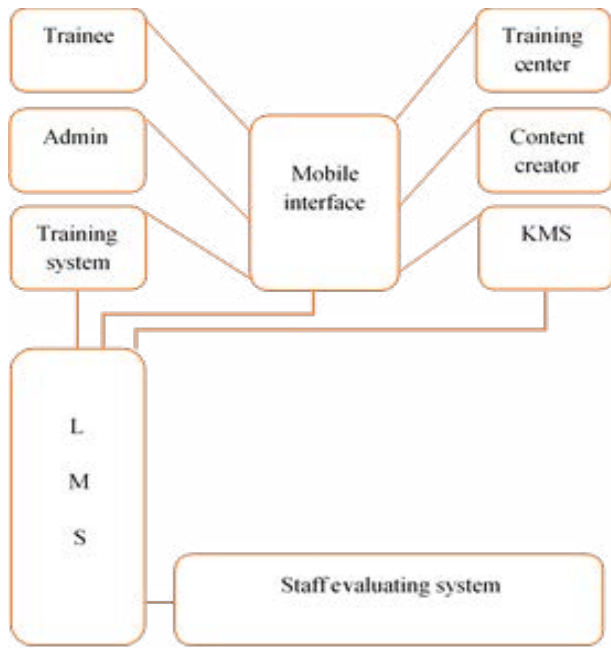 Trainee
Training
center
Admin
Mobile
interface
Content
creator
Training
system
KMS
L
M
S
Staff evaluating system